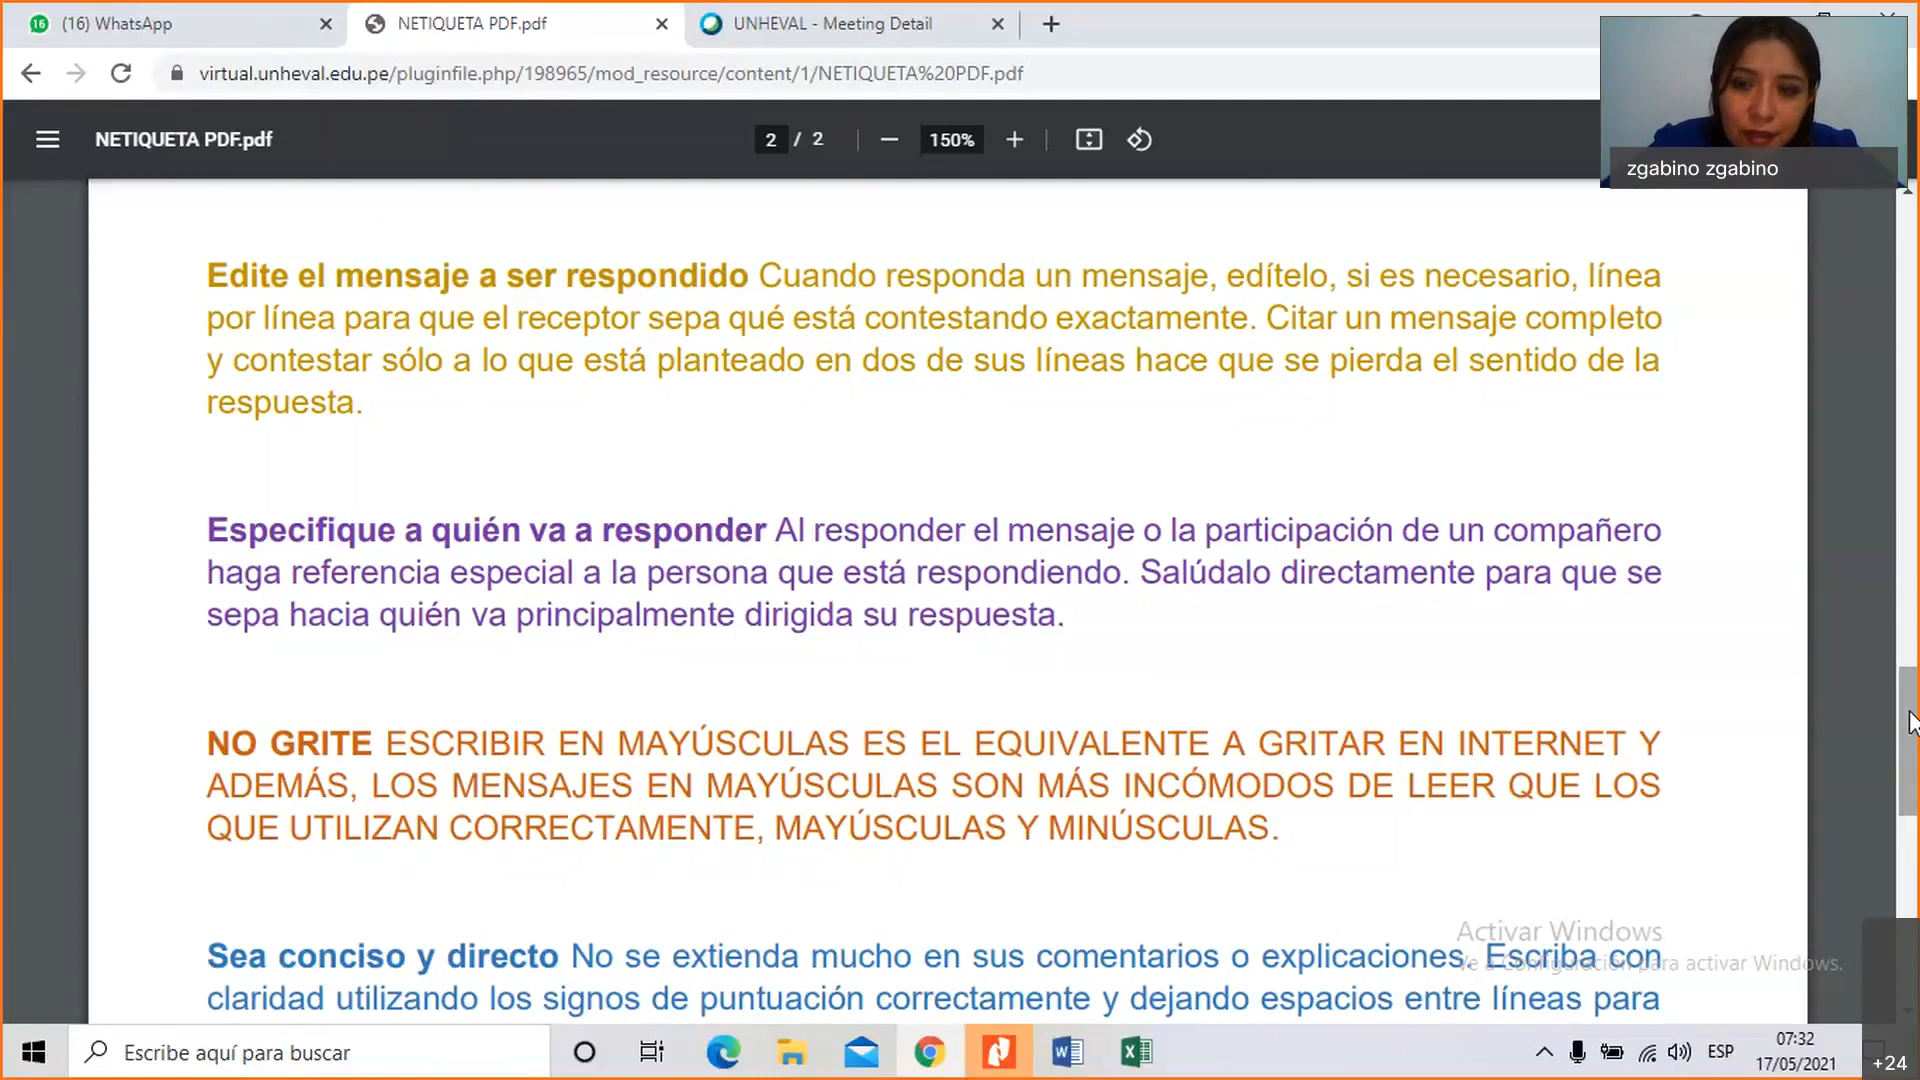 16
(16) WhatsApp
NETIQUETA PDF.pdf
UNHEVAL - Meeting Detail
virtual.unheval.edu.pe/pluginfile.php/198965/mod_resource/content/1/NETIQUETA%20PDF.pdf
NETIQUETA PDF.pdf
2 / 2
150%
zgabino zgabino
Edite el mensaje a ser respondido Cuando responda un mensaje, edítelo, si es necesario, línea
por línea para que el receptor sepa qué está contestando exactamente. Citar un mensaje completo
y contestar sólo a lo que está planteado en dos de sus líneas hace que se pierda el sentido de la
respuesta.
Especifique a quién va a responder Al responder el mensaje o la participación de un compañero
haga referencia especial a la persona que está respondiendo. Salúdalo directamente para que se
sepa hacia quién va principalmente dirigida su respuesta.
NO GRITE ESCRIBIR EN MAYÚSCULAS ES EL EQUIVALENTE A GRITAR EN INTERNET Y
ADEMÁS, LOS MENSAJES EN MAYÚSCULAS SON MÁS INCÓMODOS DE LEER QUE LOS
QUE UTILIZAN CORRECTAMENTE, MAYÚSCULAS Y MINÚSCULAS.
Activar Windows
Sea conciso y directo No se extienda mucho en sus comentarios o explicaciones. Escriba con
Ve a Configuración para activar Windows.
claridad utilizando los signos de puntuación correctamente y dejando espacios entre líneas para
Escribe aquí para buscar
ESP
07:32
17/05/2021
+24